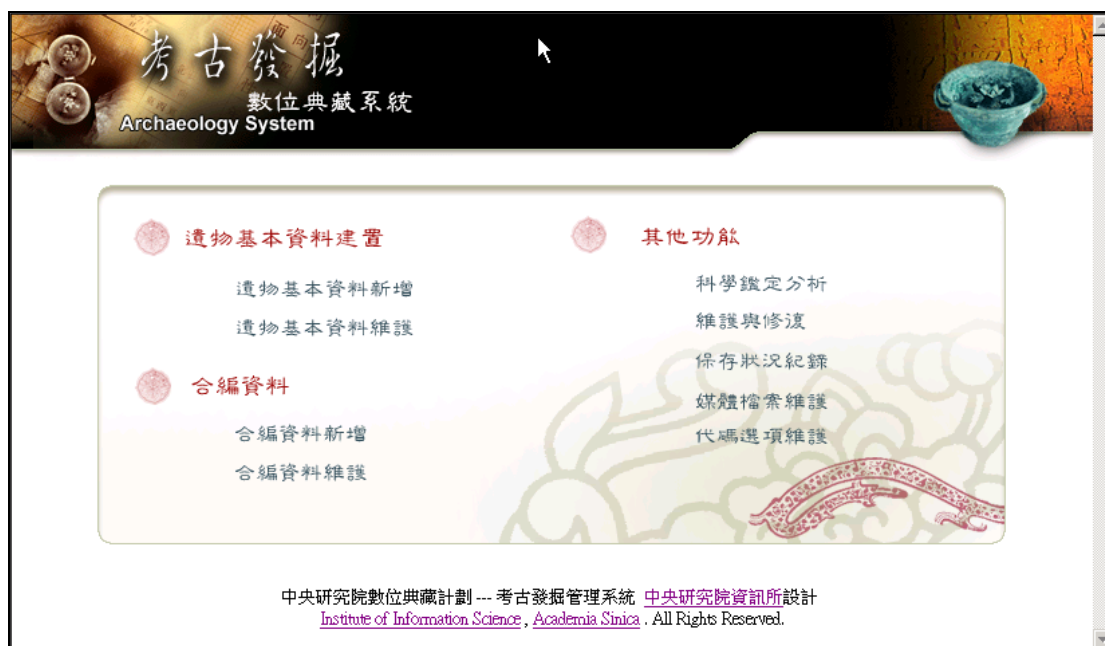 考古發掘
數位典藏系統
Archaeology System
遺物基本資料建置
遺物基本資料新增
遺物基本資料維護
合編資料
合編資料新增
合編資料維護
其他功能
科學鑑定分析
維護與修復
保存狀況紀錄
媒體檔案維護
代碼選項維護
中央研究院數位典藏計劃 --- 考古發掘管理系統 中央研究院資訊所設計
Institute of Information Science , Academia Sinica . All Rights Reserved.